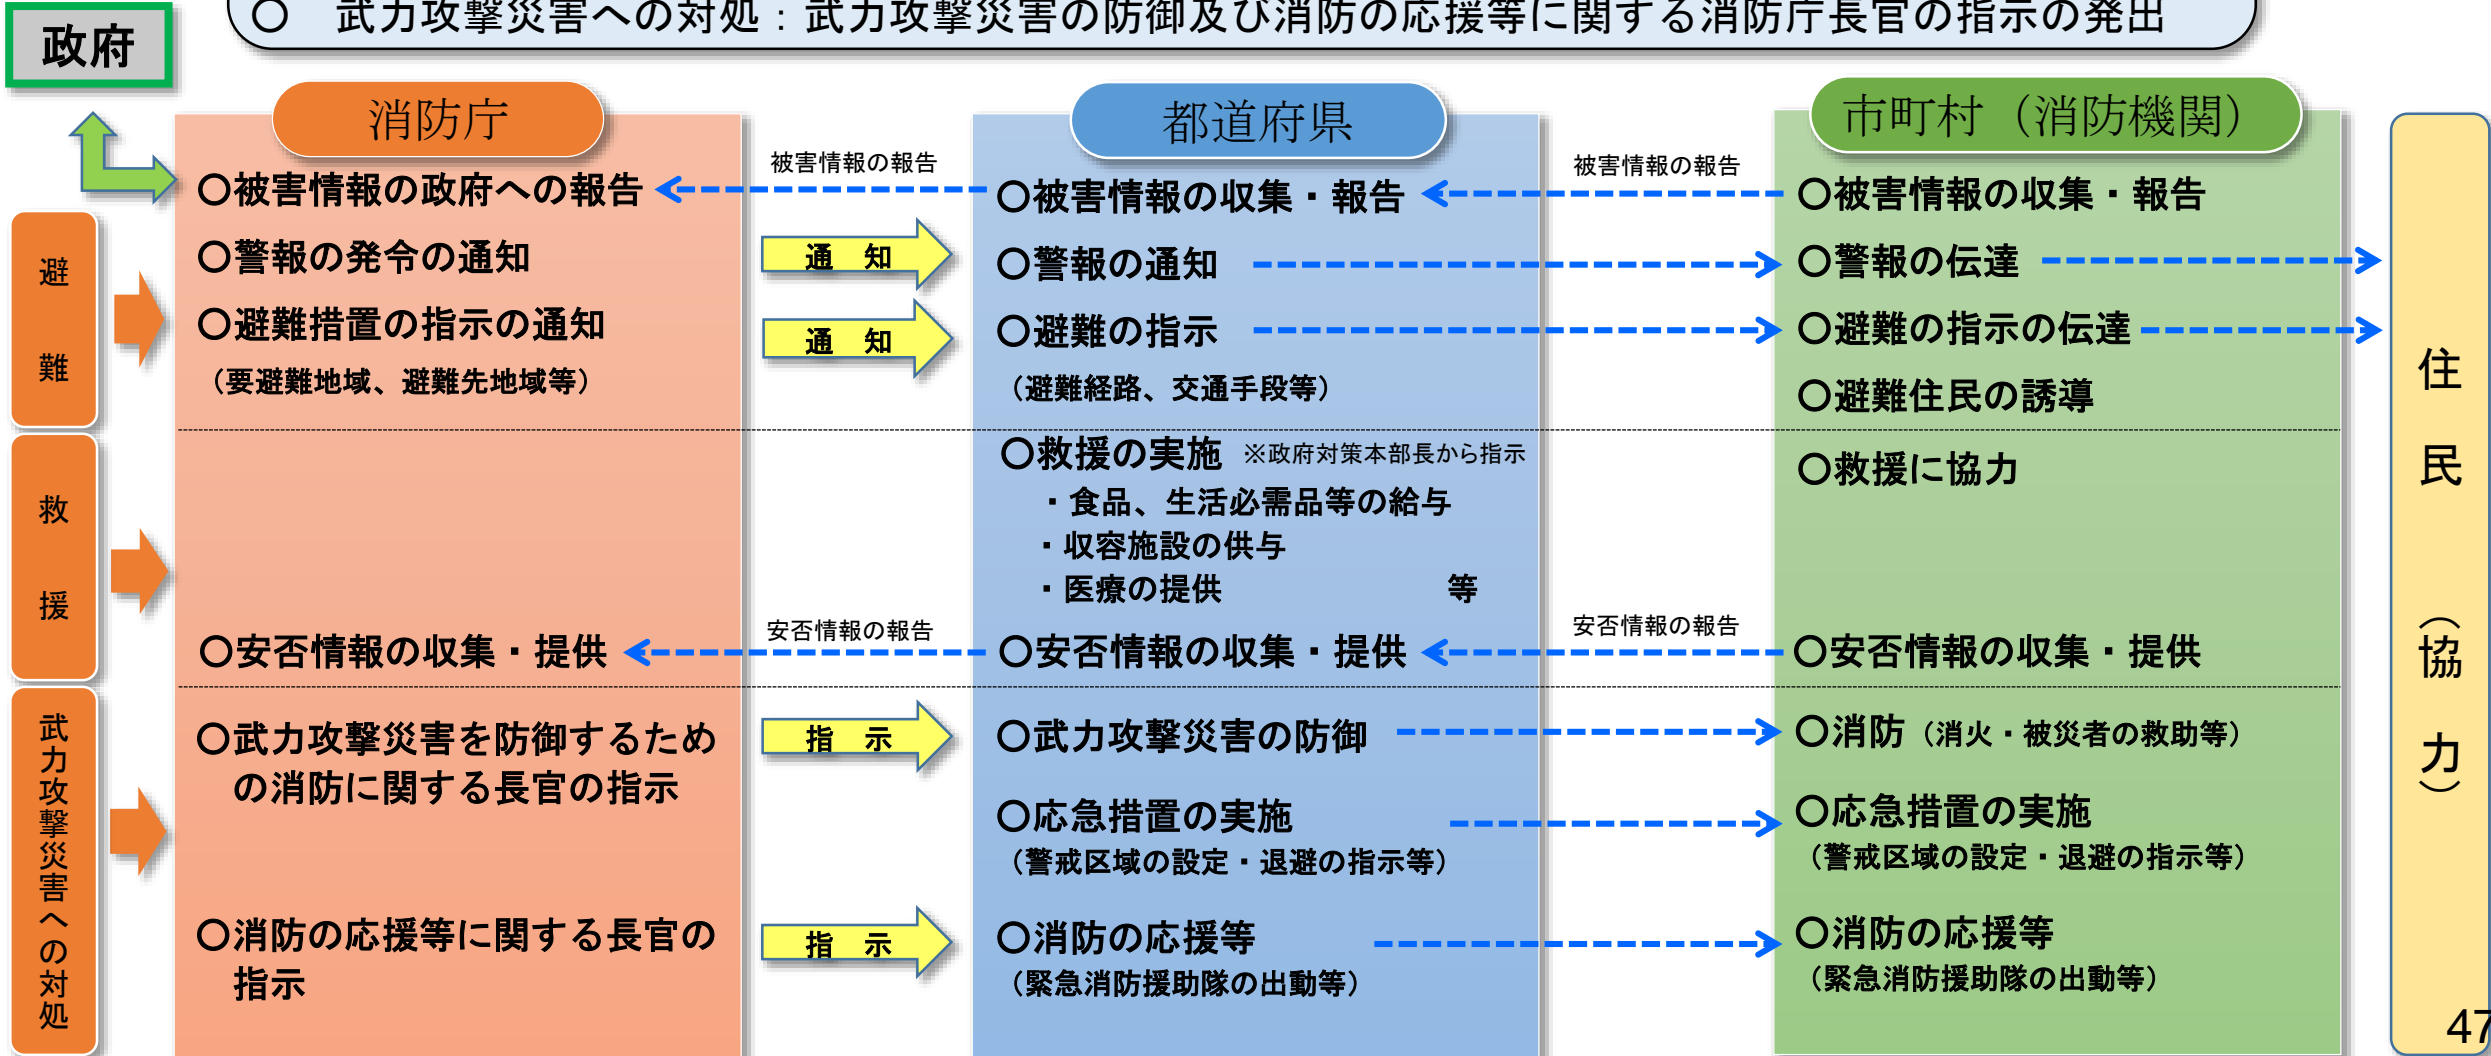 ○　武力攻撃災害への対処：武力攻撃災害の防御及び消防の応援等に関する消防庁長官の指示の発出
政府
消防庁
都道府県
市町村（消防機関）
避難
救援
武力攻撃災害への対処
○被害情報の政府への報告
○警報の発令の通知
○避難措置の指示の通知
（要避難地域、避難先地域等）
○安否情報の収集・提供
○武力攻撃災害を防御するため
の消防に関する長官の指示
○消防の応援等に関する長官の
指示
被害情報の報告
通　知
通　知
安否情報の報告
指　示
指　示
○被害情報の収集・報告
○警報の通知
○避難の指示
（避難経路、交通手段等）
○救援の実施　※政府対策本部長から指示
・食品、生活必需品等の給与
・収容施設の供与
・医療の提供　　　　　　　等
○安否情報の収集・提供
○武力攻撃災害の防御
○応急措置の実施
（警戒区域の設定・退避の指示等）
○消防の応援等
（緊急消防援助隊の出動等）
被害情報の報告
安否情報の報告
○被害情報の収集・報告
○警報の伝達
○避難の指示の伝達
○避難住民の誘導
○救援に協力
○安否情報の収集・提供
○消防（消火・被災者の救助等）
○応急措置の実施
（警戒区域の設定・退避の指示等）
○消防の応援等
（緊急消防援助隊の出動等）
住民（協力）
47